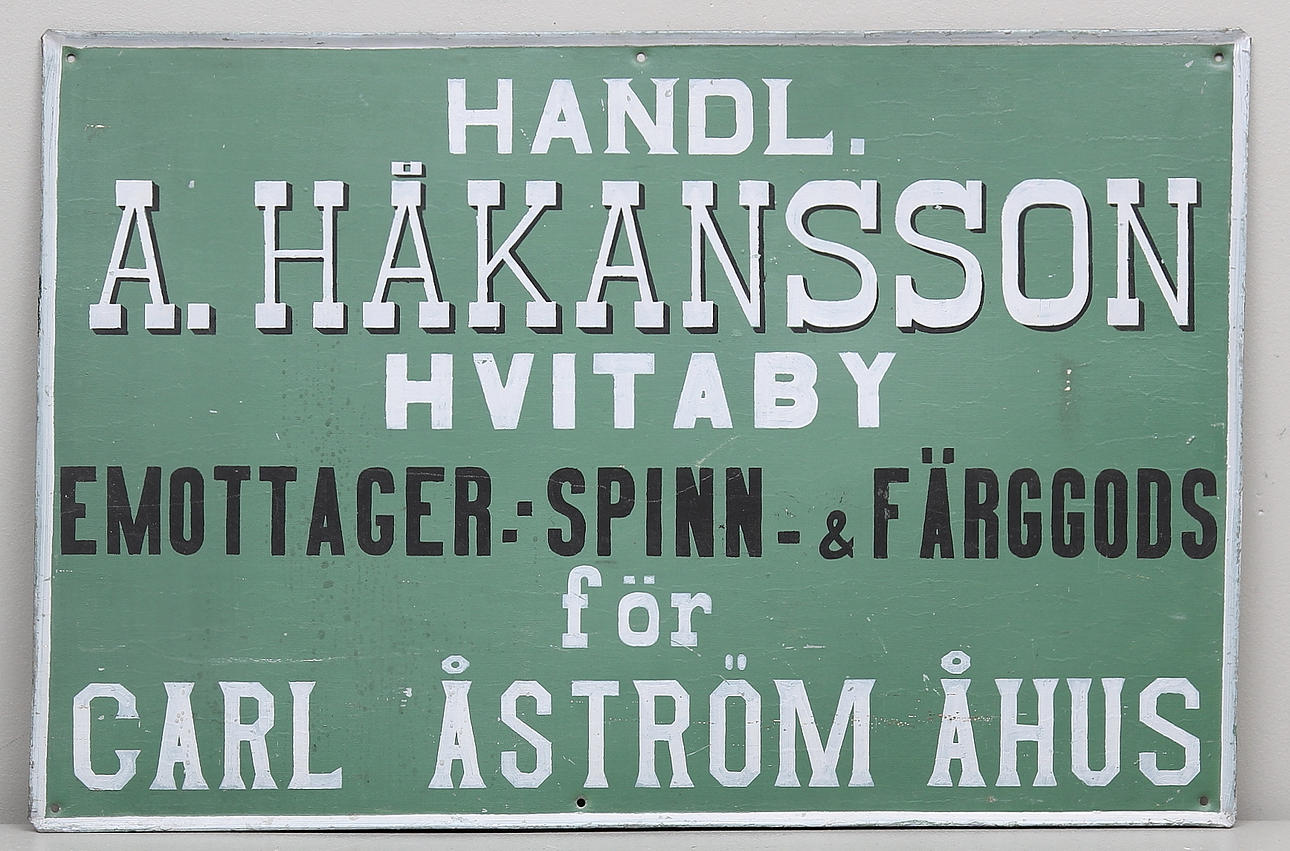 HANDL.
A. HÅKANSSON
HVITABY
EMOTTAGER.: SPINN- & FÄRGGODS
för
CARL ÅSTRÖM ÅHUS